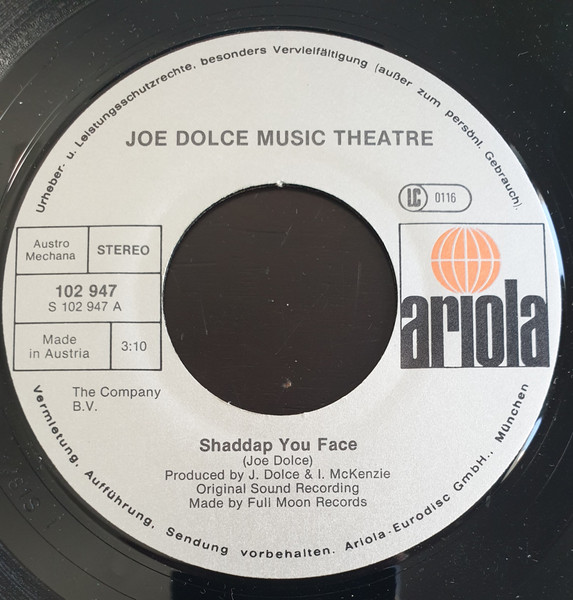 Urheber- u. Leistungsschutzrechte, besonders Vervielfältigung (außer zum persönl. Gebrauch),
JOE DOLCE MUSIC THEATRE
LC 0116
Austro
Mechana
STEREO
102 947
S 102 947 A
Made
in Austria
3:10
ariola
The Company
B.V.
Shaddap You Face
(Joe Dolce)
Produced by J. Dolce & I. McKenzie
Original Sound Recording
Made by Full Moon Records
Vermietung, Aufführung, Sendung vorbehalten. Ariola-Eurodisc GmbH., München